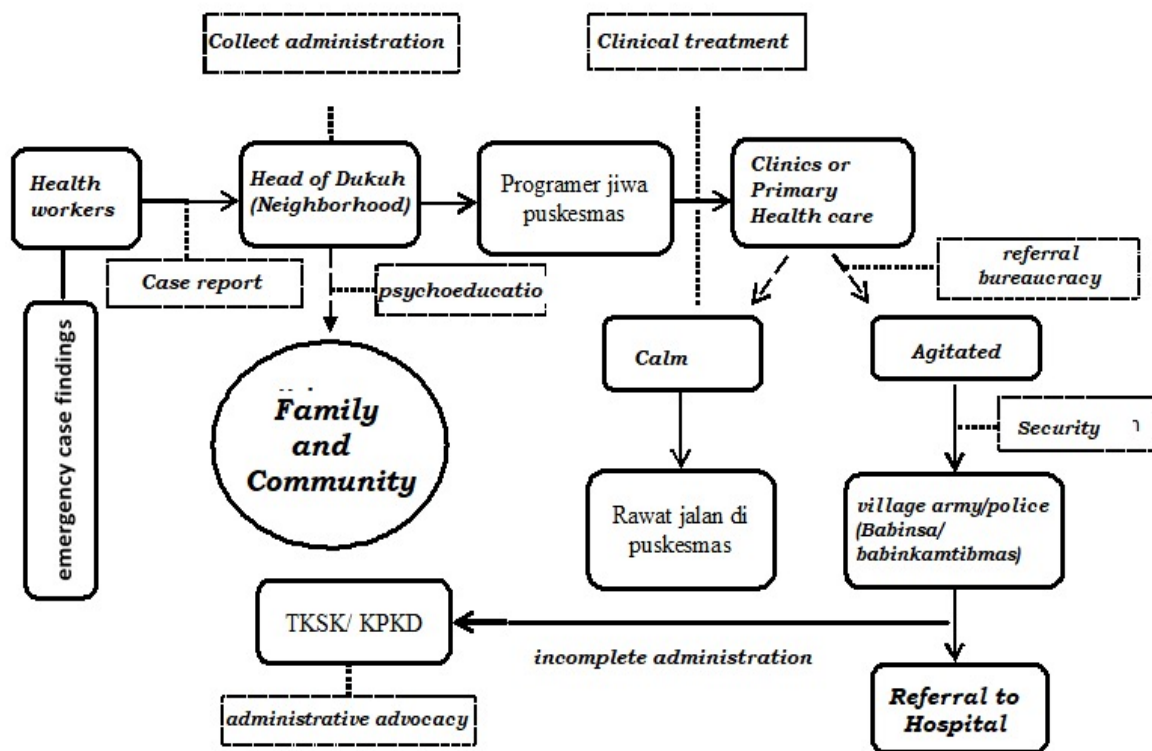 Collect administration
Clinical treatment
Health
workers
Head of Dukuh
(Neighborhood)
Programer jiwa
puskesmas
Clinics or
Primary
Health care
Case report
psychoeducatio
referral
bureaucracy
emergency case findings
Family
and
Community
Calm
Agitated
Security
Rawat jalan di
puskesmas
village army/police
(Babinsa/
babinkamtibmas)
TKSK/ KPKD
incomplete administration
administrative advocacy
Referral to
Hospital